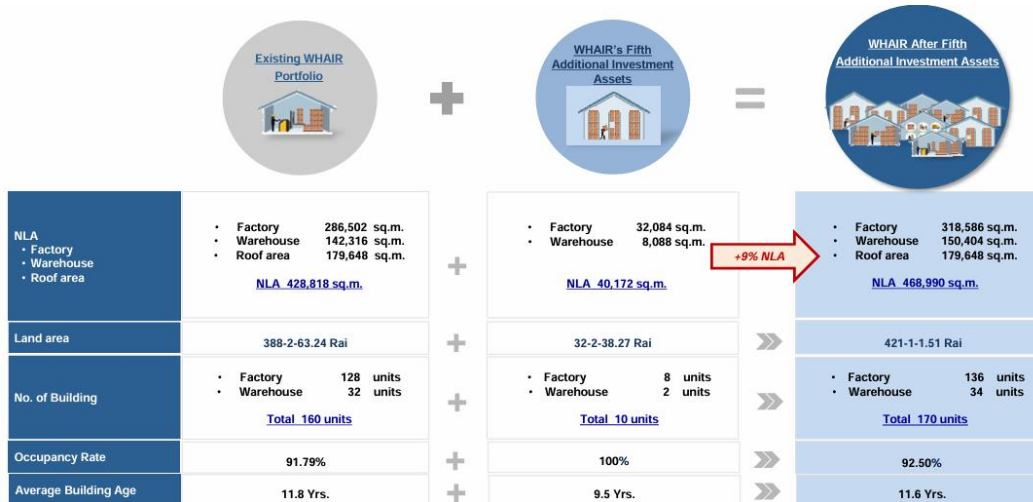 Existing WHAIR
Portfolio
WHAIR's Fifth
Additional Investment
Assets
WHAIR After Fifth
Additional Investment Assets
NLA
• Factory
• Warehouse
• Roof area
• Factory 286,502 sq.m.
• Warehouse 142,316 sq.m.
• Roof area 179,648 sq.m.
NLA 428,818 sq.m.
• Factory 32,084 sq.m.
• Warehouse 8,088 sq.m.
NLA 40,172 sq.m.
+9% NLA
• Factory 318,586 sq.m.
• Warehouse 150,404 sq.m.
• Roof area 179,648 sq.m.
NLA 468,990 sq.m.
Land area
388-2-63.24 Rai
32-2-38.27 Rai
421-1-1.51 Rai
No. of Building
• Factory 128 units
• Warehouse 32 units
Total 160 units
• Factory 8 units
• Warehouse 2 units
Total 10 units
• Factory 136 units
• Warehouse 34 units
Total 170 units
Occupancy Rate
91.79%
100%
92.50%
Average Building Age
11.8 Yrs.
9.5 Yrs.
11.6 Yrs.